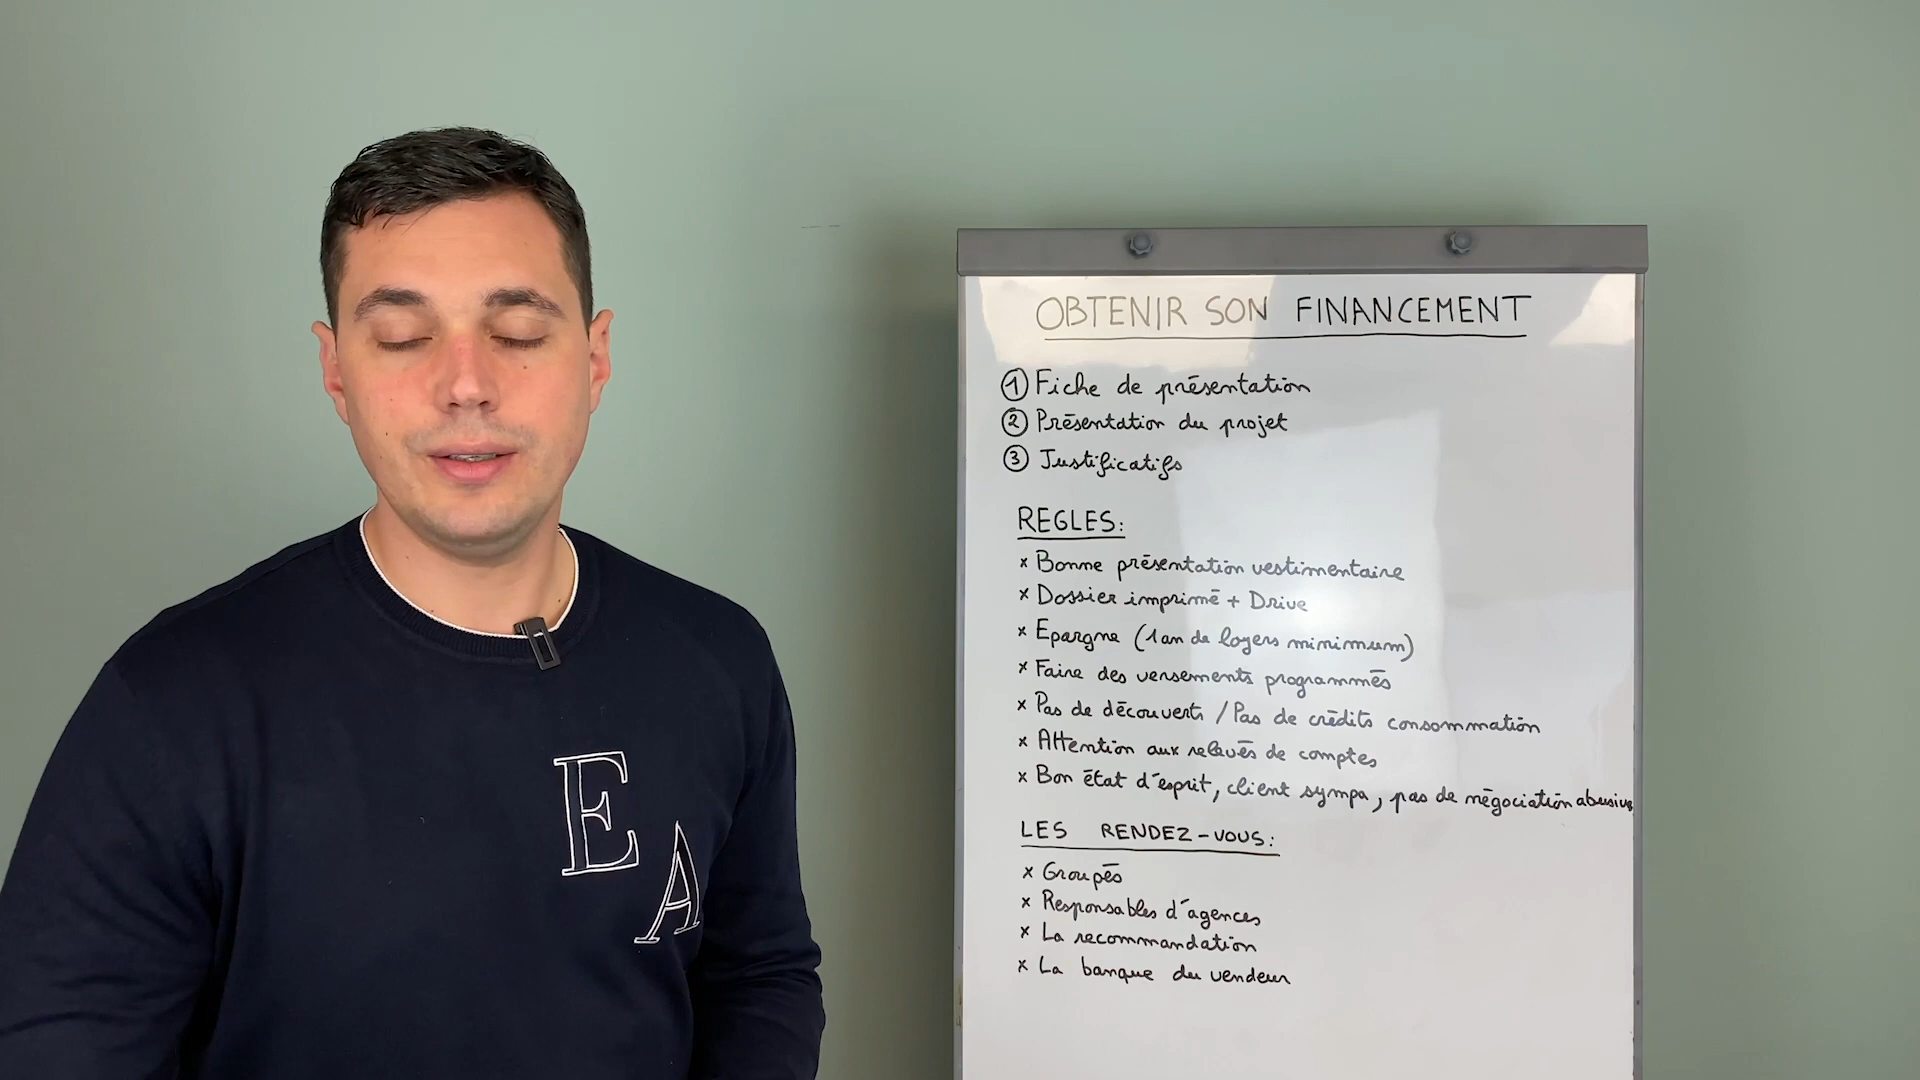 OBTENIR SON FINANCEMENT
① Fiche de présentation
② Présentation du projet
③ Justificatifs
REGLES:
× Bonne présentation vestimentaire
× Dossier imprimé + Drive
× Epargne (1 an de loyers minimum)
× Faire des versements programmés
× Pas de découverts / Pas de crédits consommation
× Attention aux relevés de comptes
× Bon état d'esprit, client sympa, pas de négociation abusive
LES RENDEZ-VOUS:
× Groupés
× Responsables d'agences
× La recommandation
× La banque du vendeur
E
A